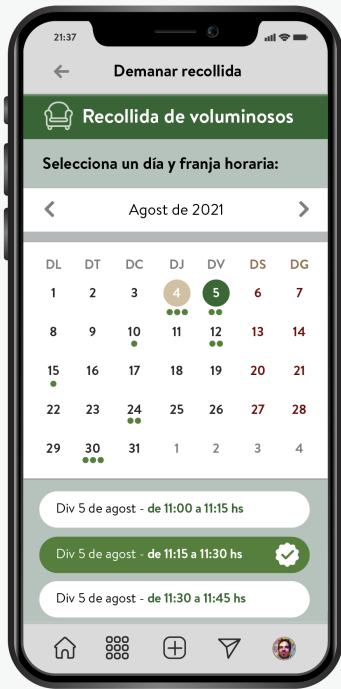 21:37
Demanar recollida
Recollida de voluminosos
Selecciona un día y franja horaria:
Agost de 2021
DL DT DC DJ DV DS DG
1 2 3 4 5 6 7
8 9 10 11 12 13 14
15 16 17 18 19 20 21
22 23 24 25 26 27 28
29 30 31 1 2 3 4
Div 5 de agost - de 11:00 a 11:15 hs
Div 5 de agost - de 11:15 a 11:30 hs
Div 5 de agost - de 11:30 a 11:45 hs